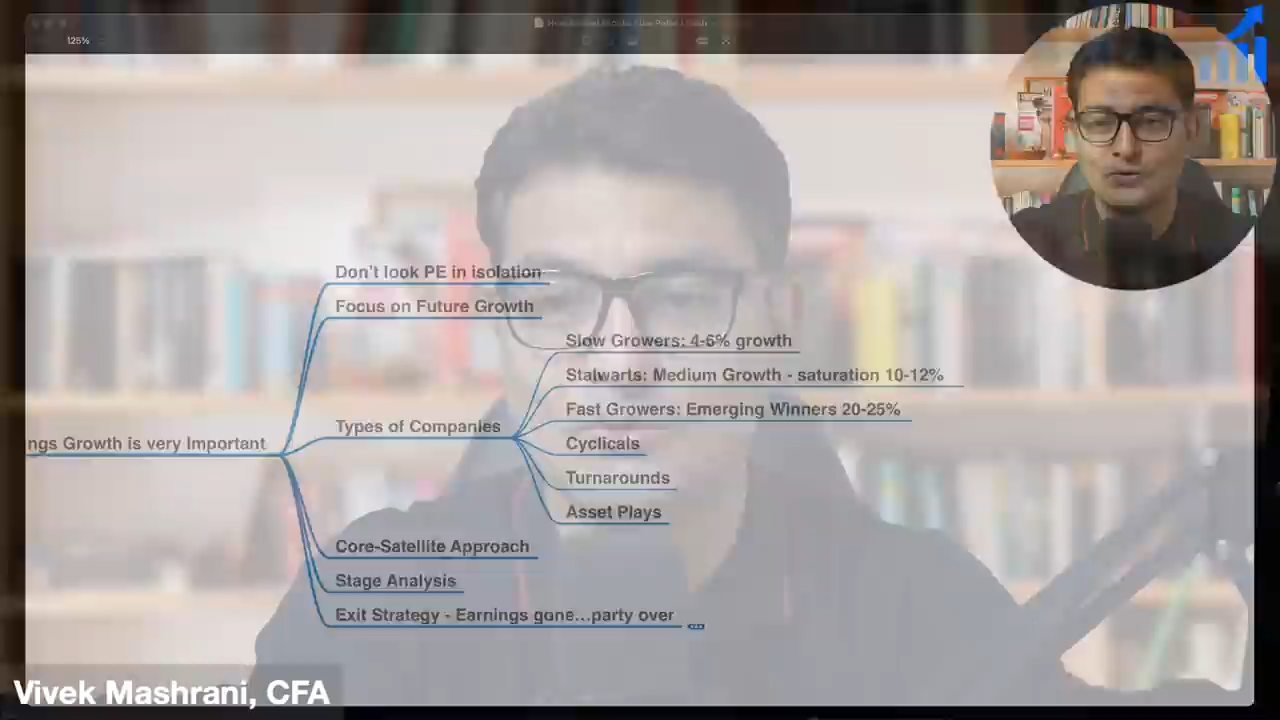 125%
Don't look PE in isolation
Focus on Future Growth
Slow Growers: 4-6% growth
Stalwarts: Medium Growth - saturation 10-12%
Fast Growers: Emerging Winners 20-25%
Types of Companies
ngs Growth is very Important
Cyclicals
Turnarounds
Asset Plays
Core-Satellite Approach
Stage Analysis
Exit Strategy - Earnings gone...party over
Vivek Mashrani, CFA